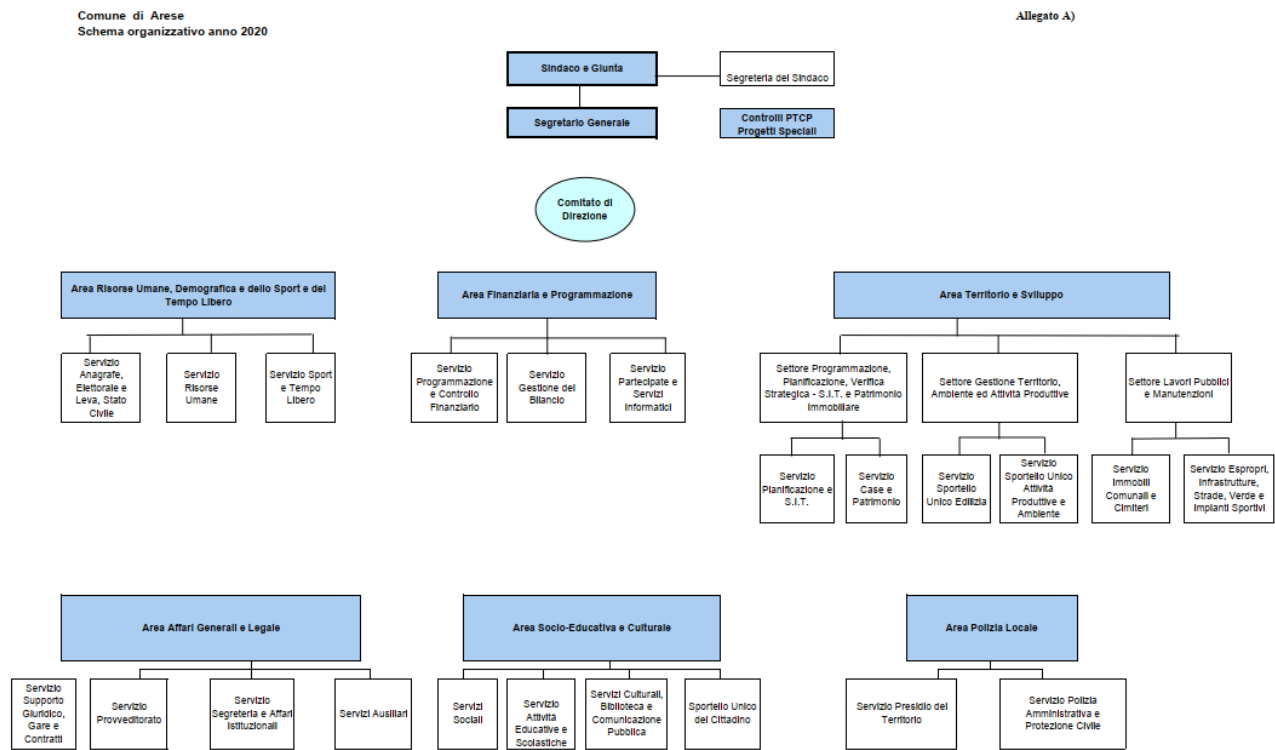 Comune di Arese
Allegato A)
Schema organizzativo anno 2020
Sindaco e Giunta
Segreteria del Sindaco
Segretario Generale
Controlli PTCP
Progetti Speciali
Comitato di
Direzione
Area Risorse Umane, Demografica e dello Sport e del
Tempo Libero
Area Finanziaria e Programmazione
Area Territorio e Sviluppo
Servizio
Anagrafe,
Elettorale e
Leva, Stato
Civile
Servizio
Risorse
Umane
Servizio Sport
e Tempo
Libero
Servizio
Programmazione
e Controllo
Finanziario
Servizio
Gestione del
Bilancio
Servizio
Partecipate e
Servizi
Informatici
Settore Programmazione,
Pianificazione, Verifica
Strategica - S.I.T. e Patrimonio
Immobiliare
Settore Gestione Territorio,
Ambiente ed Attività Produttive
Settore Lavori Pubblici
e Manutenzioni
Servizio
Pianificazione e
S.I.T.
Servizio
Case e
Patrimonio
Servizio
Sportello
Unico Edilizia
Servizio
Sportello Unico
Attività
Produttive e
Ambiente
Servizio
Immobili
Comunali e
Cimiteri
Servizio Espropri,
Infrastrutture,
Strade, Verde e
Impianti Sportivi
Area Affari Generali e Legale
Area Socio-Educativa e Culturale
Area Polizia Locale
Servizio
Supporto
Giuridico,
Gare e
Contratti
Servizio
Provveditorato
Servizio
Segreteria e Affari
Istituzionali
Servizi Ausiliari
Servizi
Sociali
Servizio
Attività
Educative e
Scolastiche
Servizi Culturali,
Biblioteca e
Comunicazione
Pubblica
Sportello Unico
del Cittadino
Servizio Presidio del
Territorio
Servizio Polizia
Amministrativa e
Protezione Civile